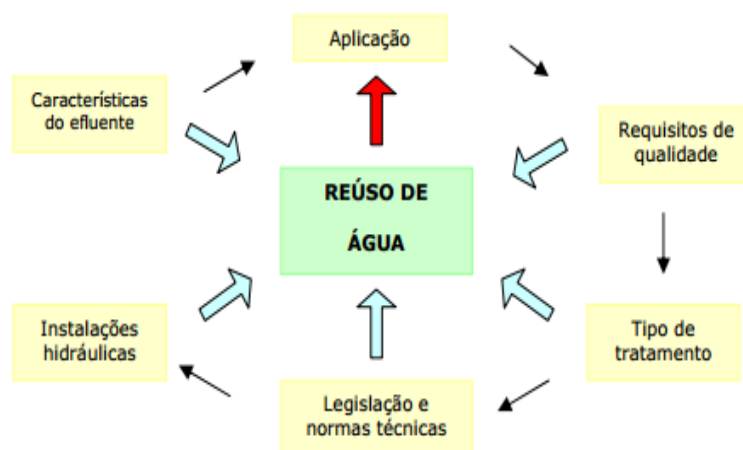 Aplicação
Características
do efluente
Requisitos de
qualidade
REÚSO DE
ÁGUA
Instalações
hidráulicas
Tipo de
tratamento
Legislação e
normas técnicas